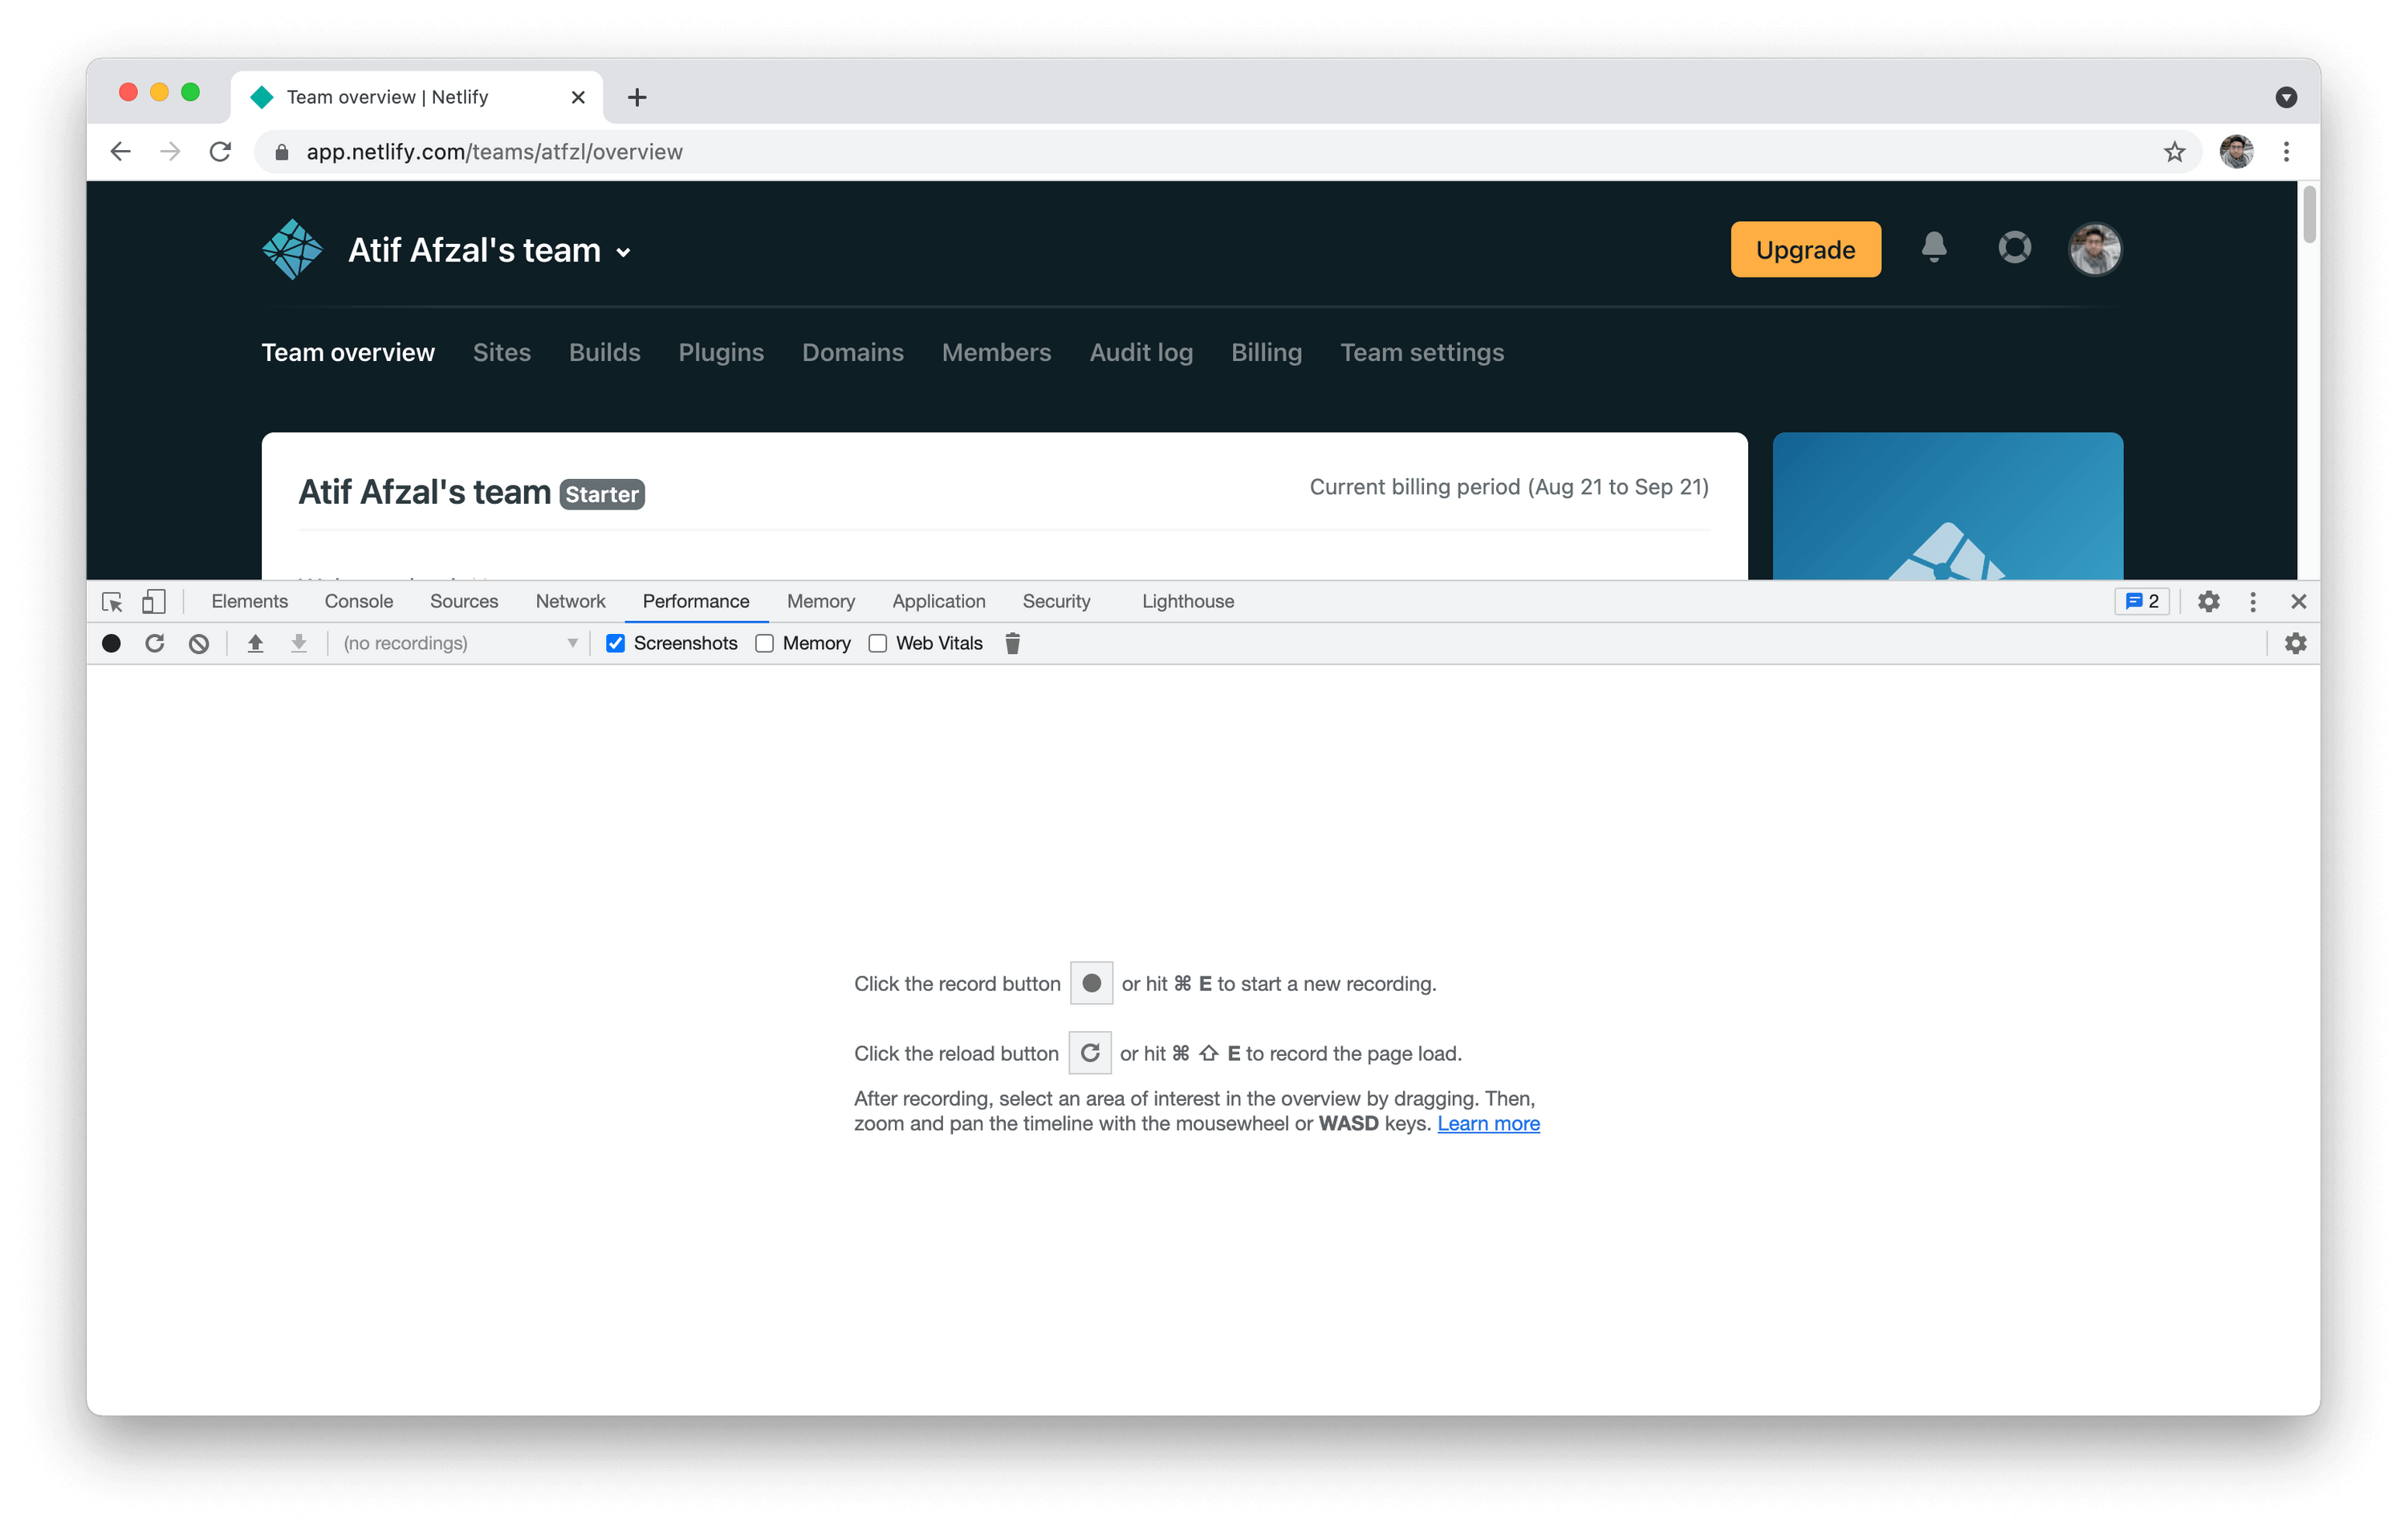 Team overview | Netlify
app.netlify.com/teams/atfzl/overview
Atif Afzal's team
Upgrade
Team overview Sites Builds Plugins Domains Members Audit log Billing Team settings
Atif Afzal's team Starter
Current billing period (Aug 21 to Sep 21)
Elements Console Sources Network Performance Memory Application Security Lighthouse 2
(no recordings) Screenshots Memory Web Vitals
Click the record button or hit ⌘ E to start a new recording.
Click the reload button or hit ⌘ ⇧ E to record the page load.
After recording, select an area of interest in the overview by dragging. Then,
zoom and pan the timeline with the mousewheel or WASD keys. Learn more